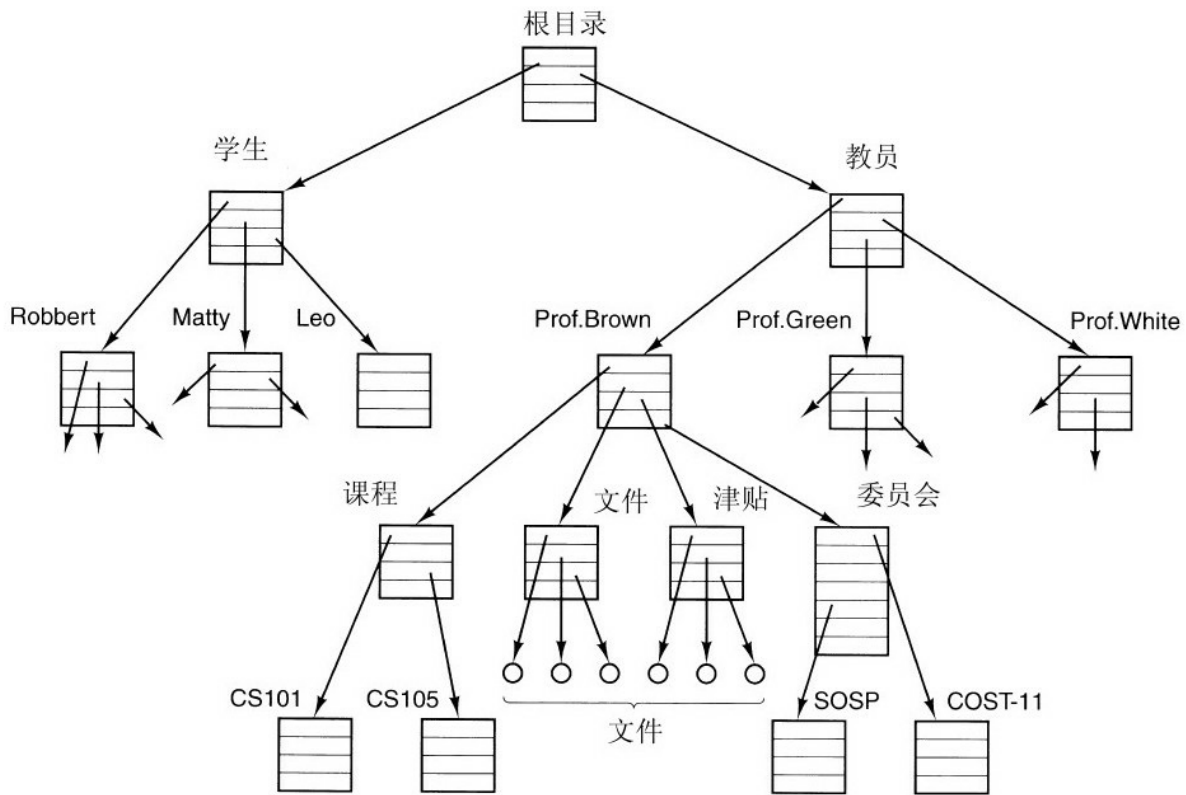 根目录
学生
教员
Robbert
Matty
Leo
Prof.Brown
Prof.Green
Prof.White
课程
文件
津贴
委员会
CS101
CS105
文件
SOSP
COST-11